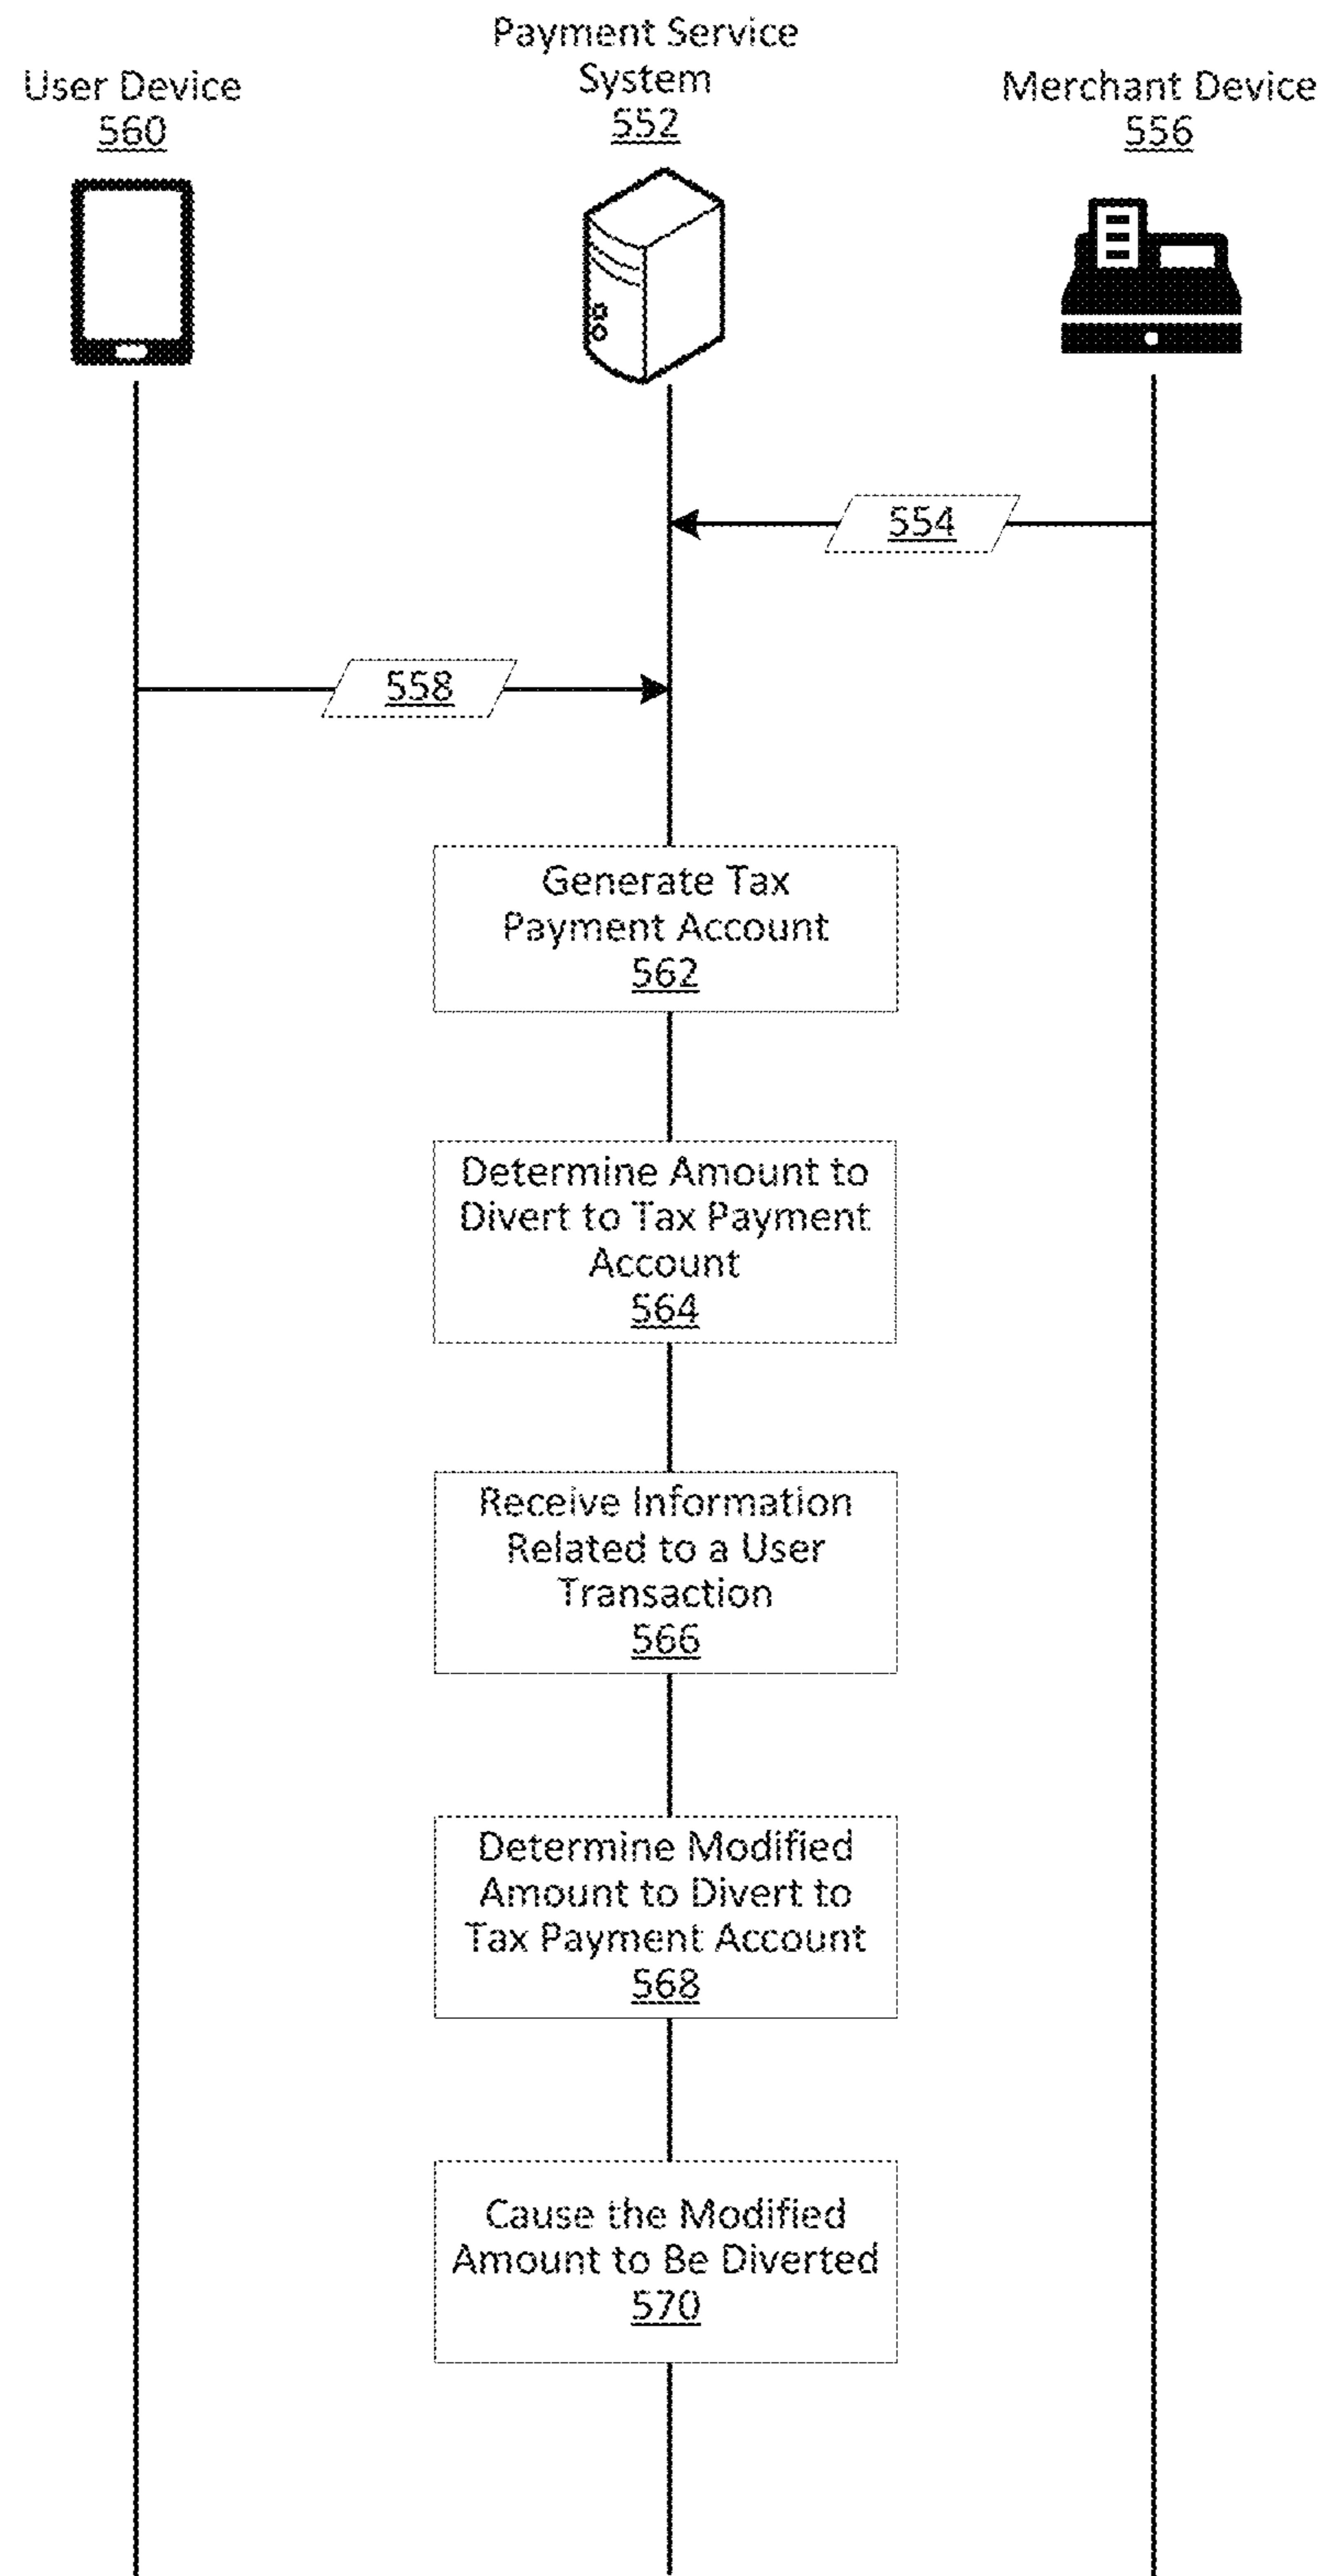 Payment Service
System
552
User Device
560
Merchant Device
556
554
558
Generate Tax
Payment Account
562
Determine Amount to
Divert to Tax Payment
Account
564
Receive Information
Related to a User
Transaction
566
Determine Modified
Amount to Divert to
Tax Payment Account
568
Cause the Modified
Amount to Be Diverted
570